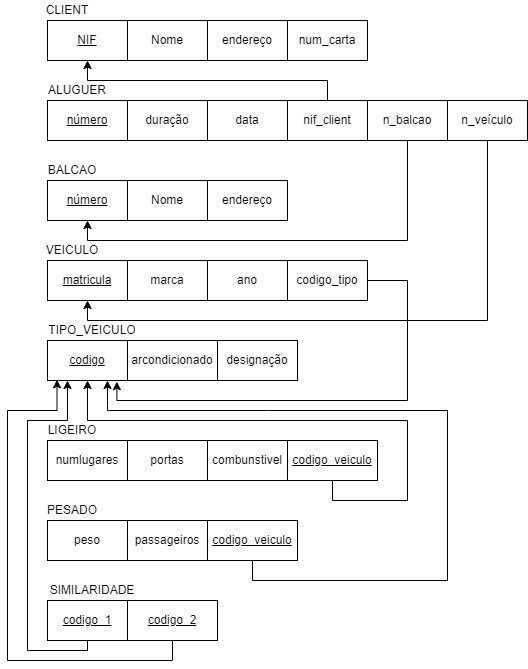 CLIENT
NIF Nome endereço num_carta
ALUGUER
número duração data nif_client n_balcao n_veículo
BALCAO
número Nome endereço
VEICULO
matricula marca ano codigo_tipo
TIPO_VEICULO
codigo arcondicionado designação
LIGEIRO
numlugares portas combunstivel codigo_veiculo
PESADO
peso passageiros codigo_veiculo
SIMILARIDADE
codigo_1 codigo_2